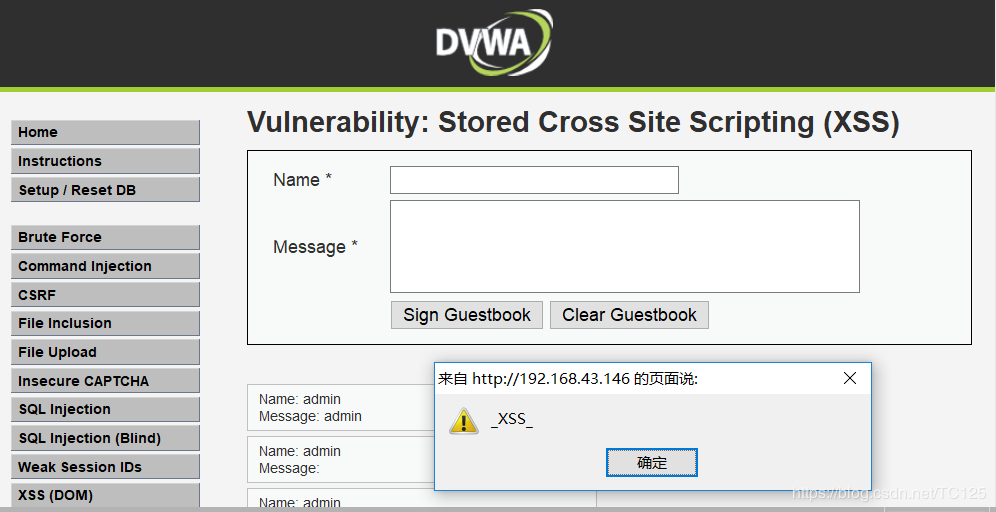 DVWA
Home
Instructions
Setup / Reset DB
Brute Force
Command Injection
CSRF
File Inclusion
File Upload
Insecure CAPTCHA
SQL Injection
SQL Injection (Blind)
Weak Session IDs
XSS (DOM)
Vulnerability: Stored Cross Site Scripting (XSS)
Name *
Message *
Sign Guestbook Clear Guestbook
Name: admin
Message: admin
Name: admin
Message:
Name: admin
来自 http://192.168.43.146 的页面说:
_XSS_
确定
https://blog.csdn.net/TC125